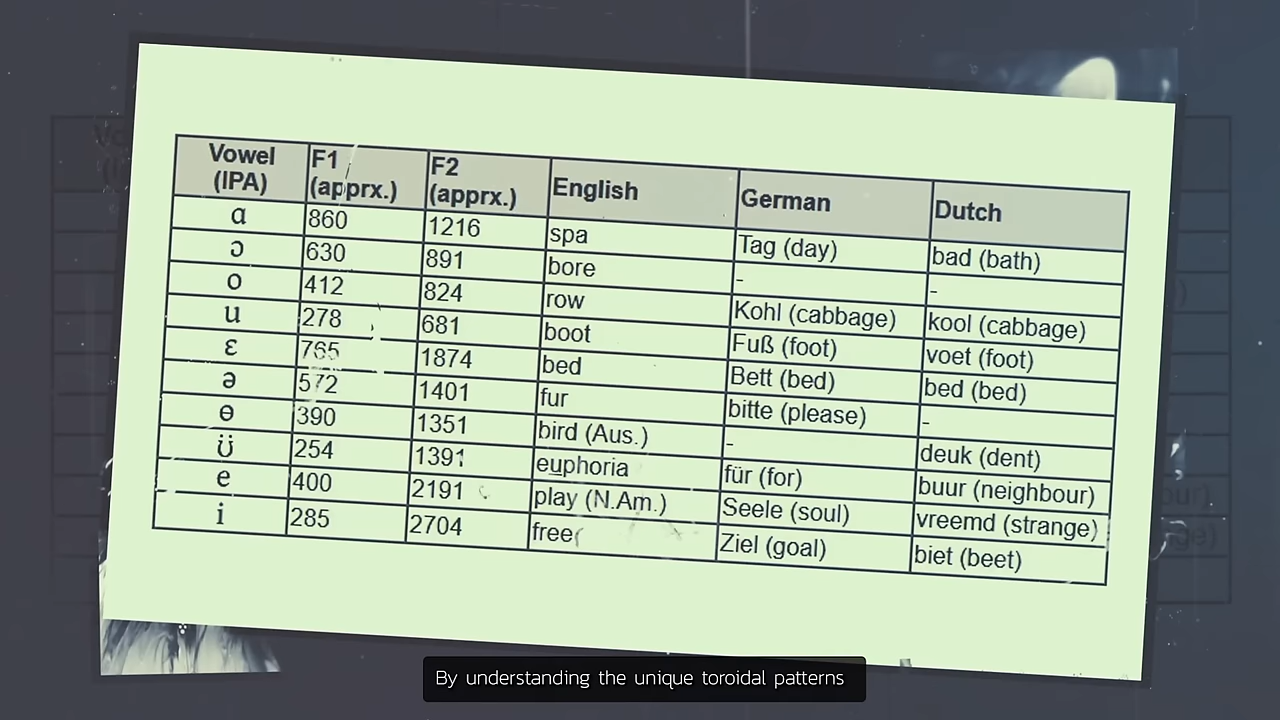 Vowel (IPA) F1 (apprx.) F2 (apprx.) English German Dutch
ɑ 860 1216 spa Tag (day) bad (bath)
ɔ 630 891 bore - -
o 412 824 row Kohl (cabbage) kool (cabbage)
u 278 681 boot Fuß (foot) voet (foot)
ɛ 765 1874 bed Bett (bed) bed (bed)
ə 572 1401 fur bitte (please) -
ɵ 390 1351 bird (Aus.) - deuk (dent)
ʊ̈ 254 1391 euphoria für (for) buur (neighbour)
e 400 2191 play (N.Am.) Seele (soul) vreemd (strange)
i 285 2704 free Ziel (goal) biet (beet)
By understanding the unique toroidal patterns